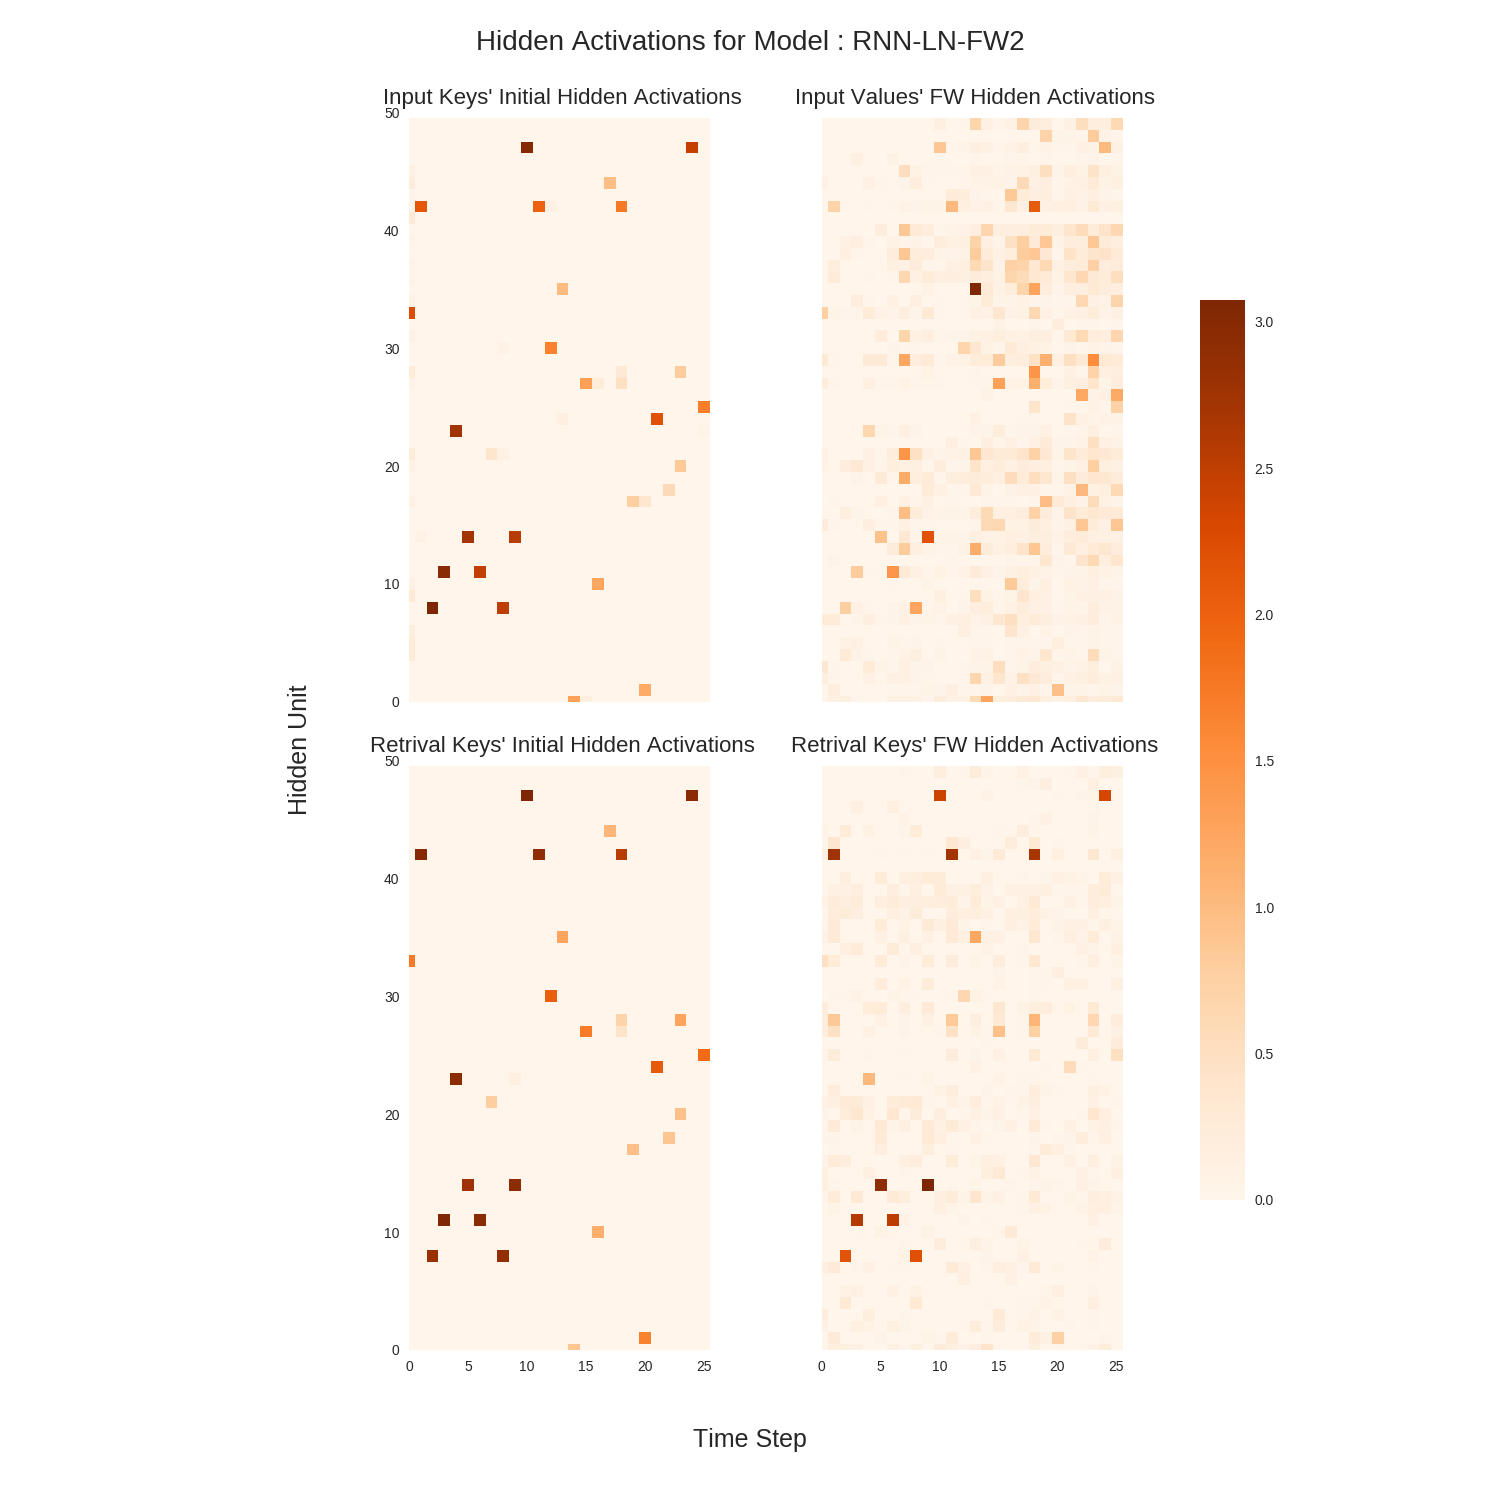 Hidden Activations for Model : RNN-LN-FW2
Input Keys' Initial Hidden Activations
Input Values' FW Hidden Activations
50
40
30
20
10
0
Retrival Keys' Initial Hidden Activations
Retrival Keys' FW Hidden Activations
50
40
30
20
10
0
0 5 10 15 20 25
0 5 10 15 20 25
Hidden Unit
Time Step
3.0
2.5
2.0
1.5
1.0
0.5
0.0